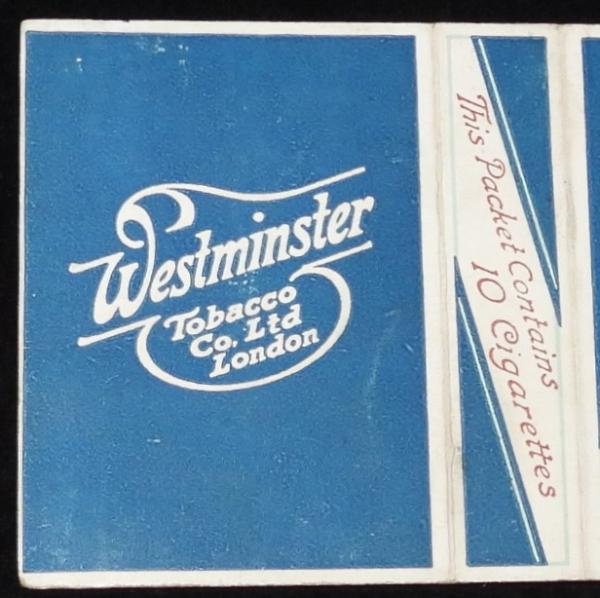 Westminster
Tobacco
Co. Ltd
London
This Packet Contains
10 Cigarettes